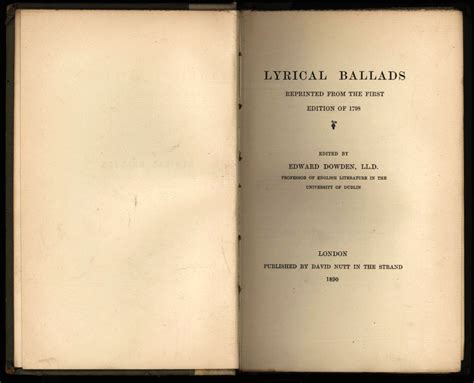 LYRICAL BALLADS
REPRINTED FROM THE FIRST
EDITION OF 1798
EDITED BY
EDWARD DOWDEN, LL.D.
PROFESSOR OF ENGLISH LITERATURE IN THE
UNIVERSITY OF DUBLIN
LONDON
PUBLISHED BY DAVID NUTT IN THE STRAND
1890